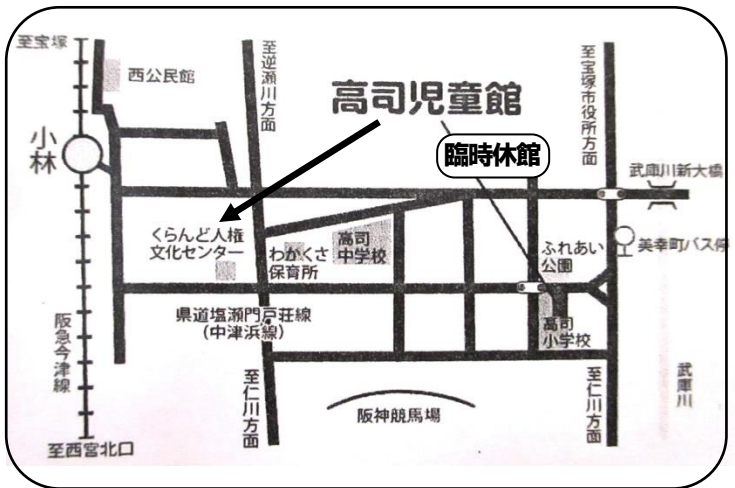 至宝塚
西公民館
至逆瀬川方面
至宝塚市役所方面
高司児童館
臨時休館
小林
武庫川新大橋
くらんど人権
文化センター
わかくさ
保育所
高司
中学校
ふれあい
公園
美幸町バス停
県道塩瀬門戸荘線
(中津浜線)
高司
小学校
阪急今津線
至仁川方面
阪神競馬場
至仁川方面
武庫川
至西宮北口